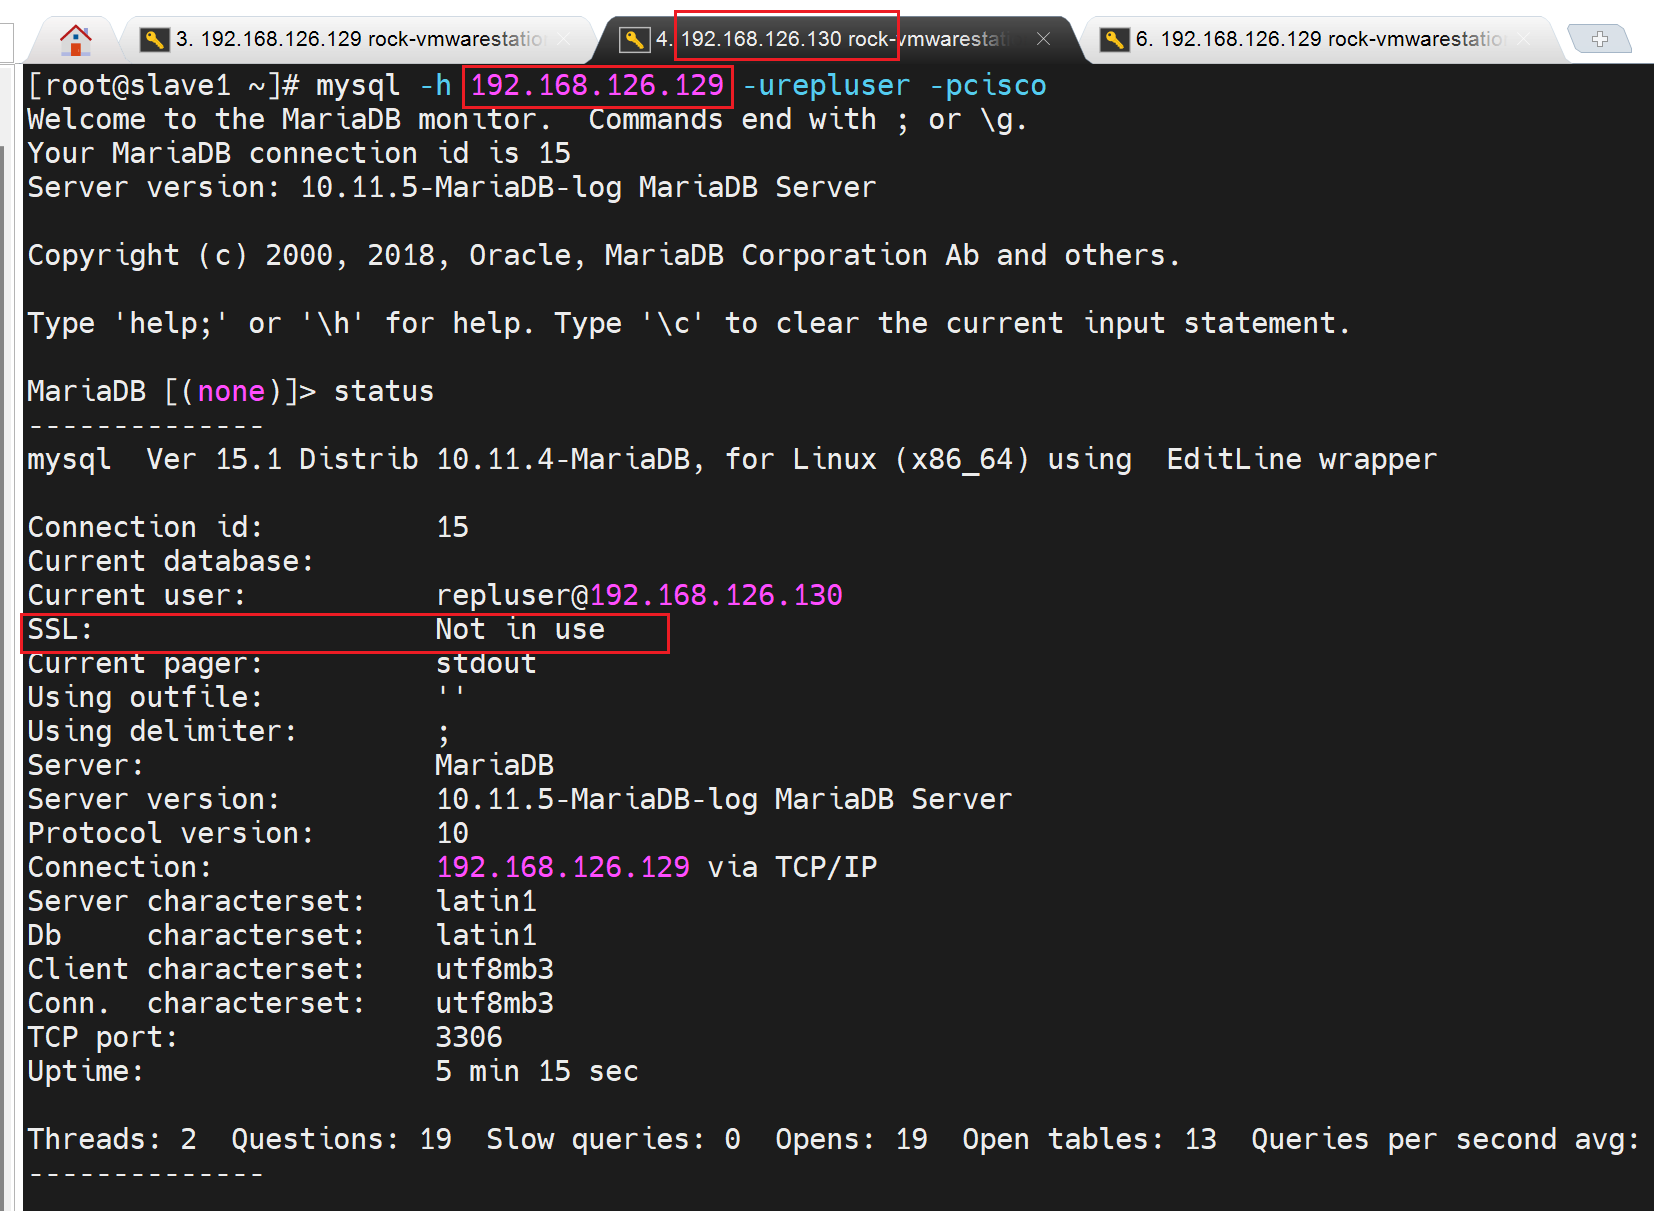 3. 192.168.126.129 rock-vmwarestatio
4. 192.168.126.130 rock-vmwarestati
6. 192.168.126.129 rock-vmwarestatio
[root@slave1 ~]# mysql -h 192.168.126.129 -urepluser -pcisco
Welcome to the MariaDB monitor.  Commands end with ; or \g.
Your MariaDB connection id is 15
Server version: 10.11.5-MariaDB-log MariaDB Server
Copyright (c) 2000, 2018, Oracle, MariaDB Corporation Ab and others.
Type 'help;' or '\h' for help. Type '\c' to clear the current input statement.
MariaDB [(none)]> status
--------------
mysql  Ver 15.1 Distrib 10.11.4-MariaDB, for Linux (x86_64) using  EditLine wrapper
Connection id:          15
Current database:
Current user:           repluser@192.168.126.130
SSL:                    Not in use
Current pager:          stdout
Using outfile:          ''
Using delimiter:        ;
Server:                 MariaDB
Server version:         10.11.5-MariaDB-log MariaDB Server
Protocol version:       10
Connection:             192.168.126.129 via TCP/IP
Server characterset:    latin1
Db     characterset:    latin1
Client characterset:    utf8mb3
Conn.  characterset:    utf8mb3
TCP port:               3306
Uptime:                 5 min 15 sec
Threads: 2  Questions: 19  Slow queries: 0  Opens: 19  Open tables: 13  Queries per second avg:
--------------